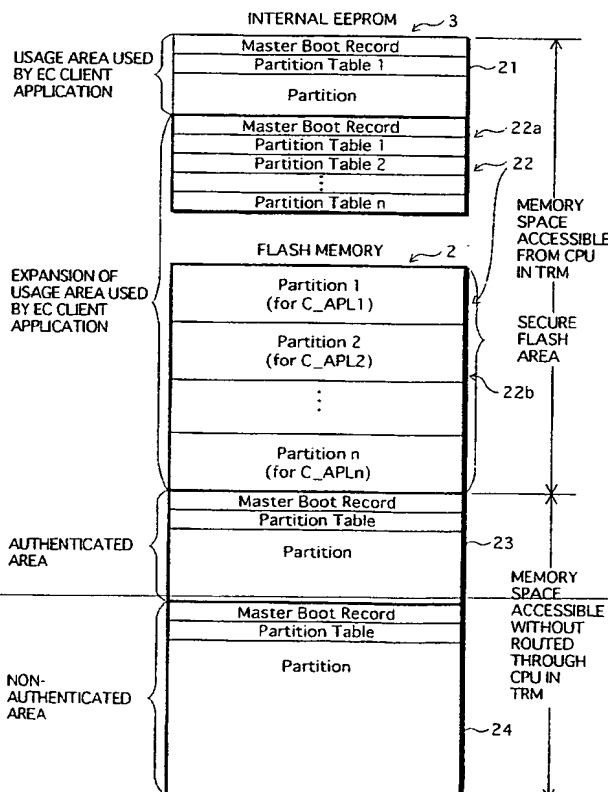 INTERNAL EEPROM 3
USAGE AREA USED
BY EC CLIENT
APPLICATION
Master Boot Record
Partition Table 1
21
Partition
Master Boot Record
22a
Partition Table 1
Partition Table 2
22
Partition Table n
MEMORY
SPACE
ACCESSIBLE
FROM CPU
IN TRM
FLASH MEMORY 2
EXPANSION OF
USAGE AREA USED
BY EC CLIENT
APPLICATION
Partition 1
(for C_APL1)
Partition 2
(for C_APL2)
SECURE
FLASH
AREA
22b
Partition n
(for C_APLn)
Master Boot Record
Partition Table
Partition
23
AUTHENTICATED
AREA
MEMORY
SPACE
ACCESSIBLE
WITHOUT
ROUTED
THROUGH
CPU IN
TRM
Master Boot Record
Partition Table
Partition
NON-
AUTHENTICATED
AREA
24